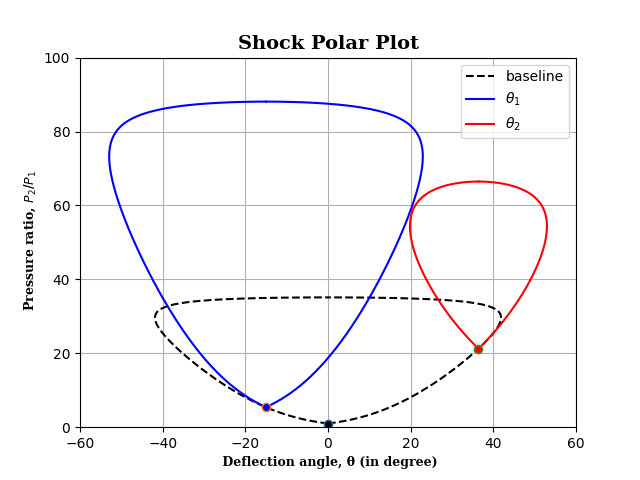 Shock Polar Plot
Pressure ratio, P₂/P₁
100
80
60
40
20
0
−60
−40
−20
0
20
40
60
Deflection angle, θ (in degree)
baseline
θ₁
θ₂